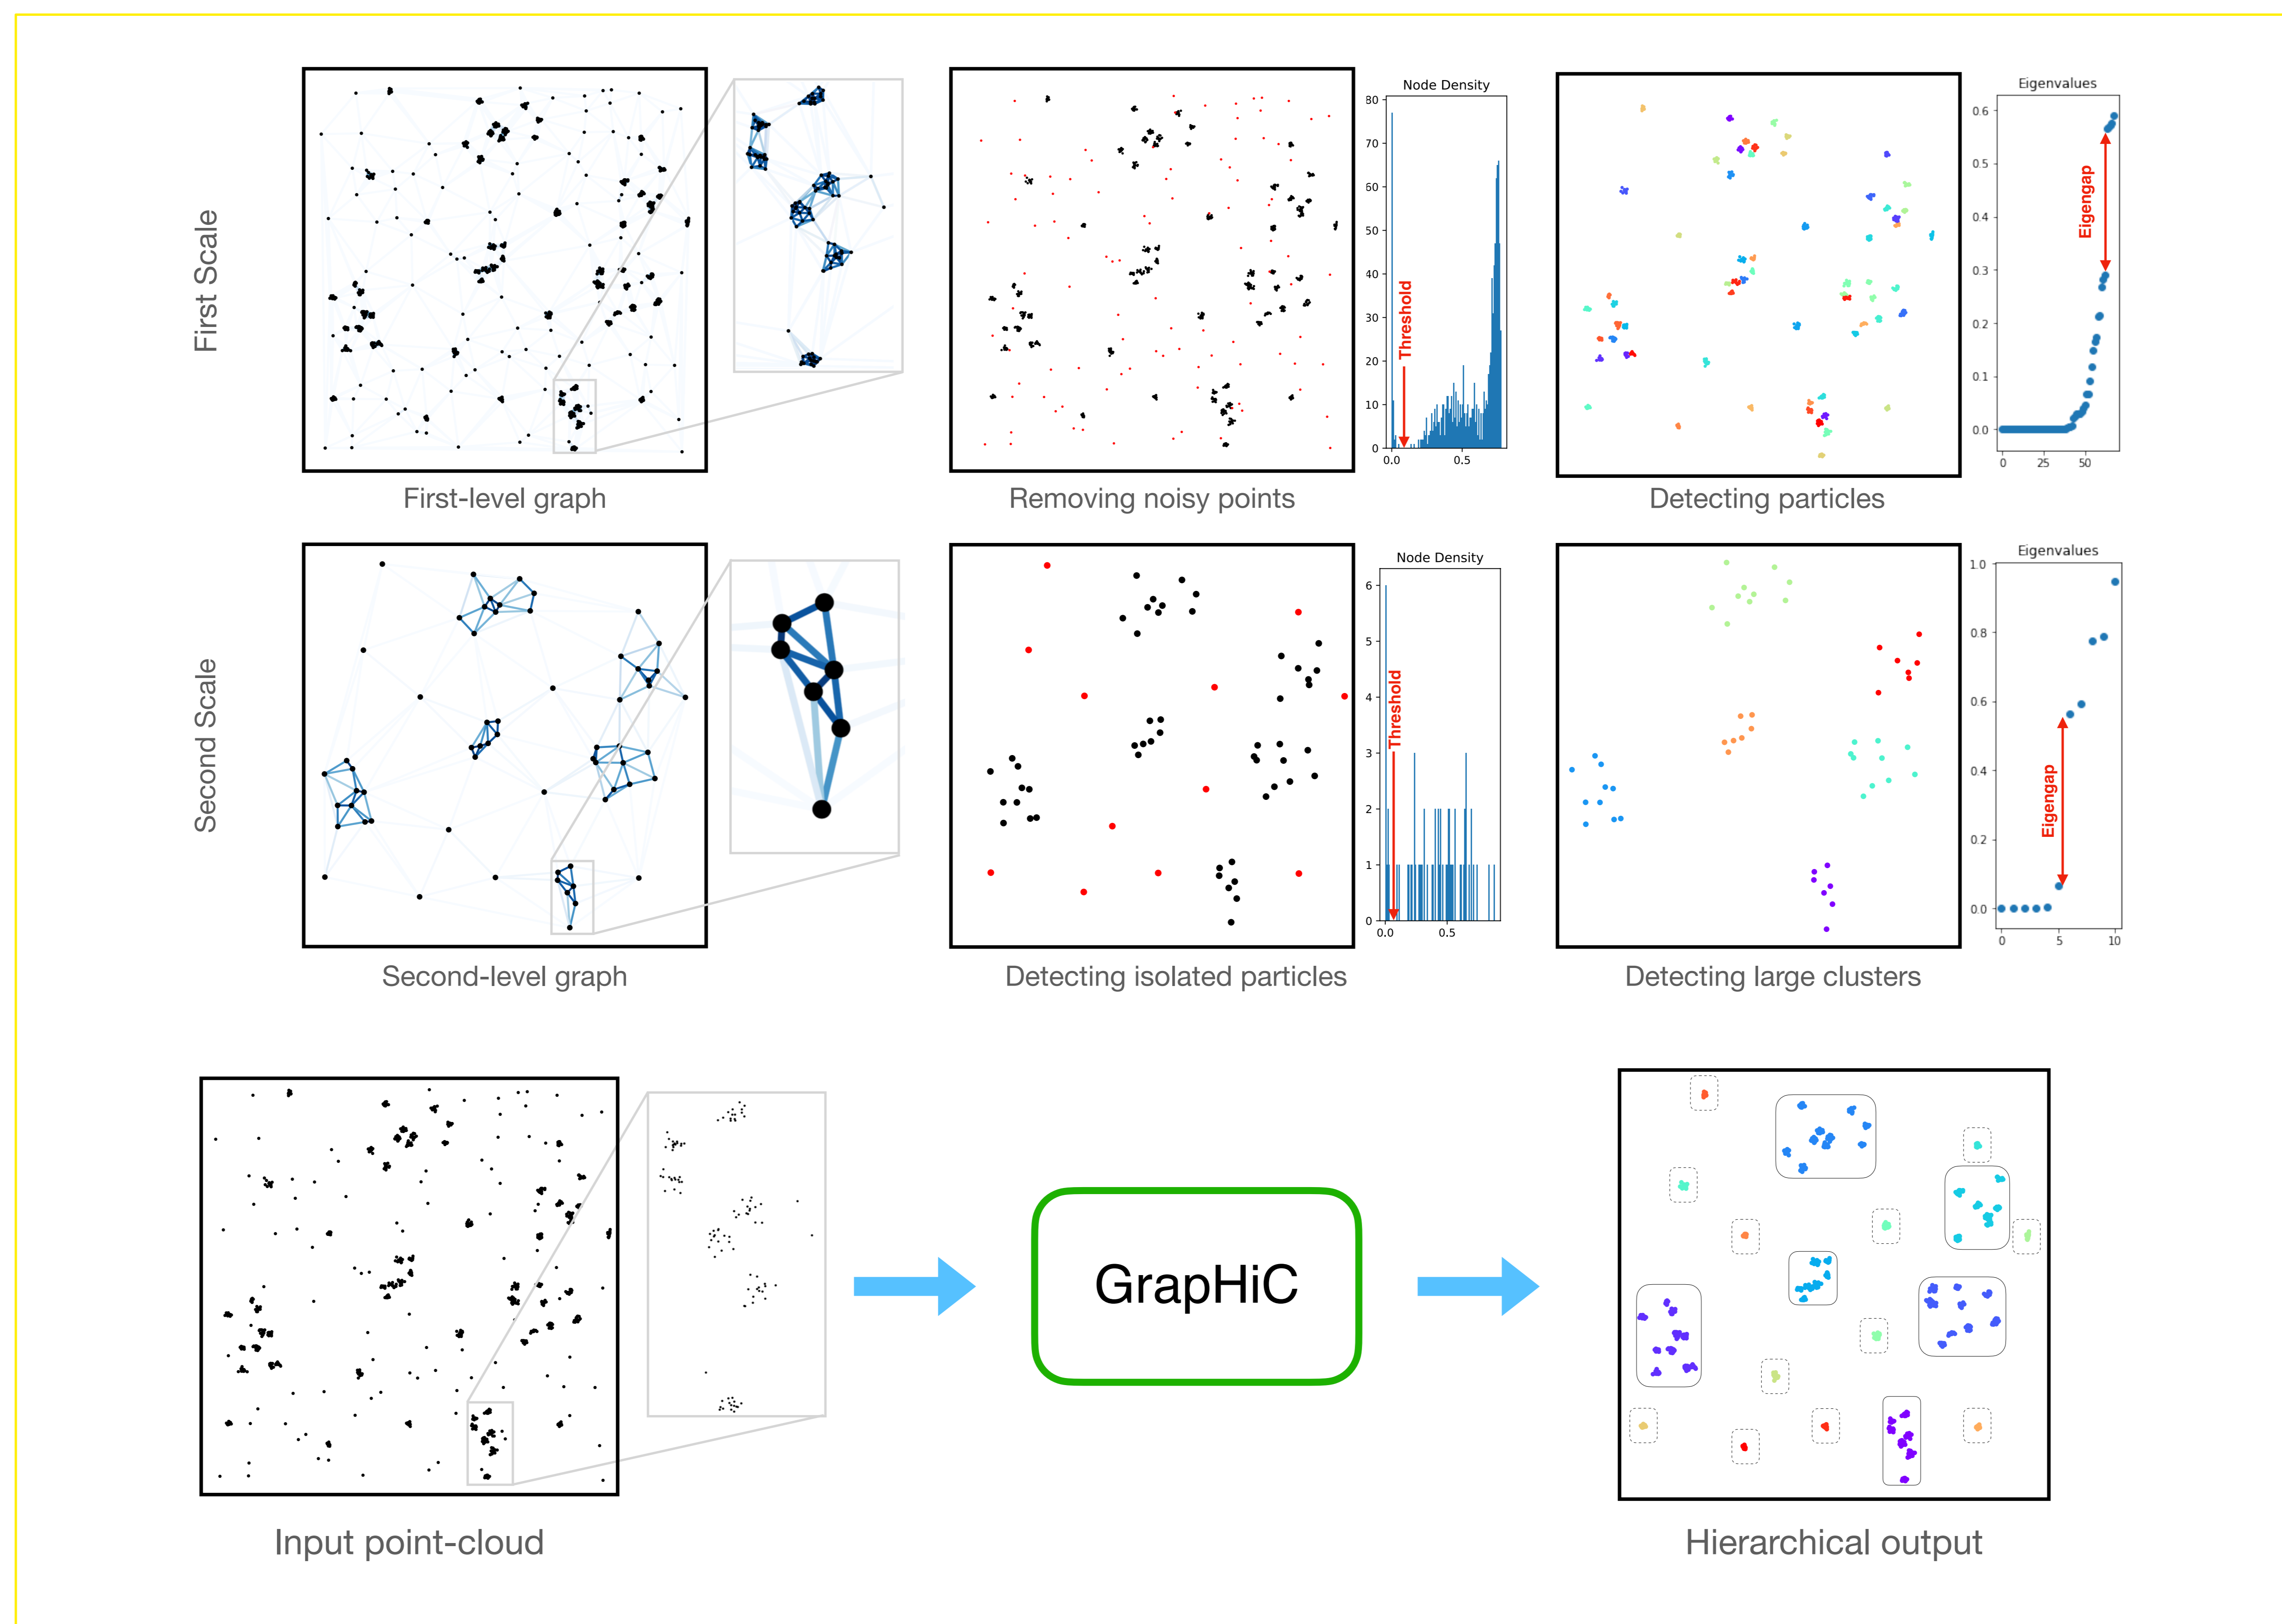 First Scale
First-level graph
Removing noisy points
Node Density
80
70
60
50
40
30
20
10
0
0.0 0.5
Threshold
Detecting particles
Eigenvalues
0.6
0.5
0.4
0.3
0.2
0.1
0.0
0 25 50
Eigengap
Second Scale
Second-level graph
Detecting isolated particles
Node Density
6
5
4
3
2
1
0
0.0 0.5
Threshold
Detecting large clusters
Eigenvalues
1.0
0.8
0.6
0.4
0.2
0.0
0 5 10
Eigengap
Input point-cloud
GrapHiC
Hierarchical output